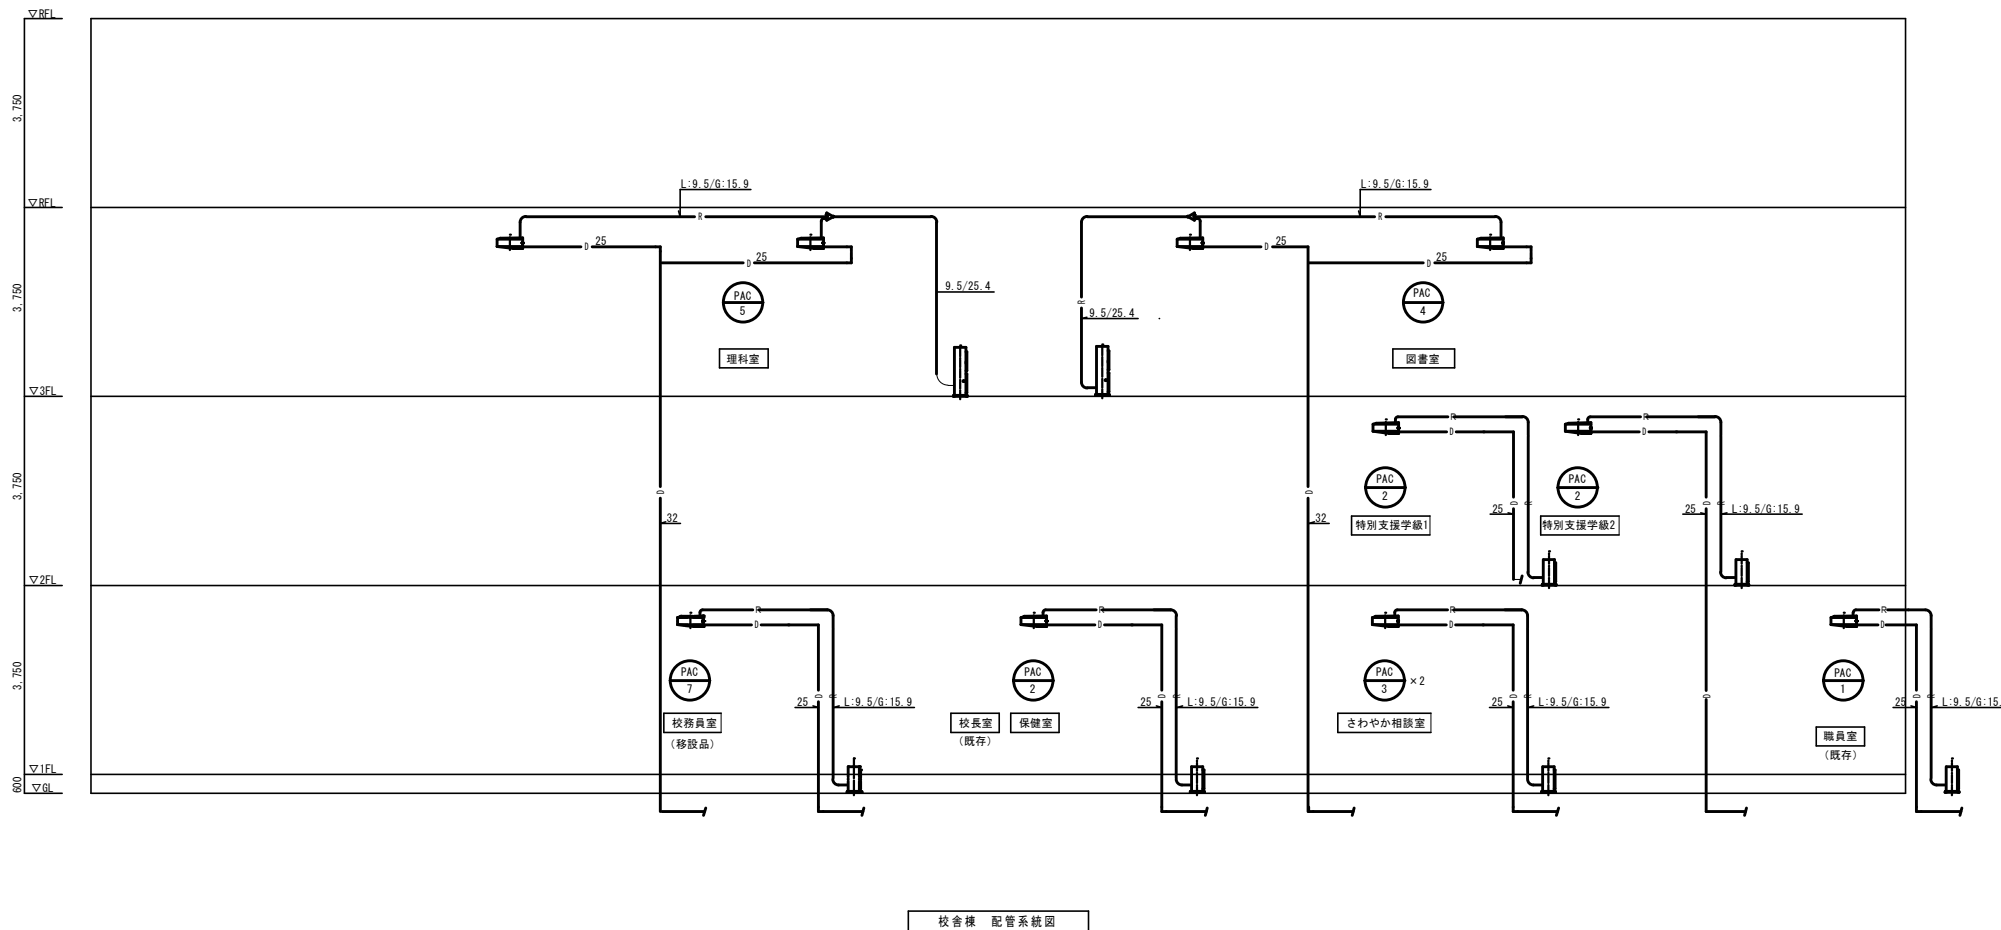 ▽RFL
3,750
L:9.5/G:15.9
L:9.5/G:15.9
▽RFL
R
R
D 25
D 25
D 25
D 25
3,750
PAC
5
9.5/25.4
R
9.5/25.4
PAC
4
理科室
図書室
▽3FL
R
D
R
D
3,750
PAC
2
PAC
2
D
32
D
32
25
D
R
25
D
R
L:9.5/G:15.9
特別支援学級1
特別支援学級2
▽2FL
R
D
R
D
R
D
R
D
3,750
PAC
7
PAC
2
PAC
3
×2
PAC
1
25
D
R
L:9.5/G:15.9
25
D
R
L:9.5/G:15.9
25
D
R
L:9.5/G:15.9
D
25
D
R
L:9.5/G:15.
校務員室
(移設品)
校長室
(既存)
保健室
さわやか相談室
職員室
(既存)
▽1FL
600
▽GL
校舎棟 配管系統図